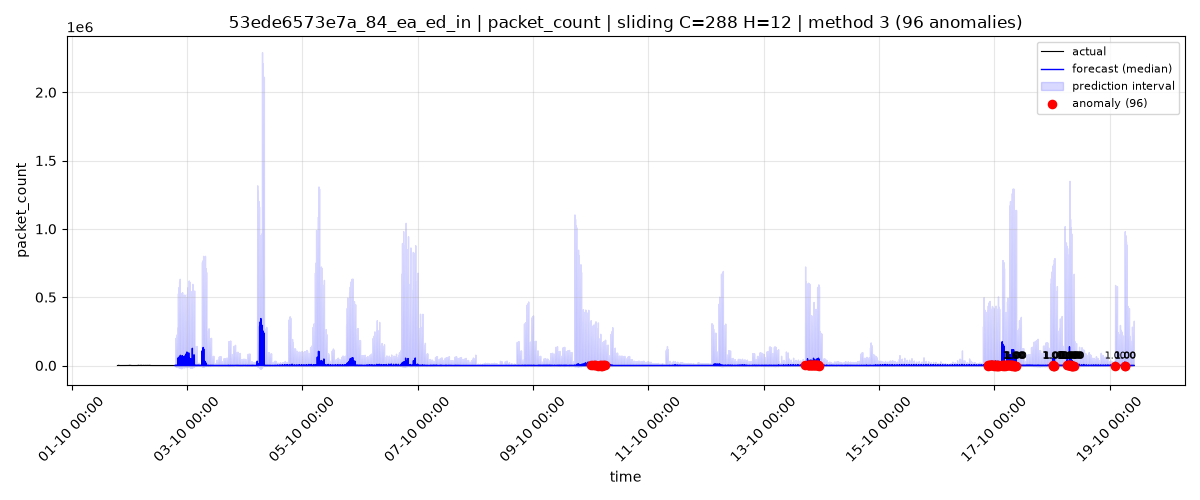 53ede6573e7a_84_ea_ed_in | packet_count | sliding C=288 H=12 | method 3 (96 anomalies)
1e6
actual
forecast (median)
prediction interval
anomaly (96)
2.0
1.5
1.0
0.5
0.0
packet_count
01-10 00:00
03-10 00:00
05-10 00:00
07-10 00:00
09-10 00:00
11-10 00:00
13-10 00:00
15-10 00:00
17-10 00:00
19-10 00:00
time